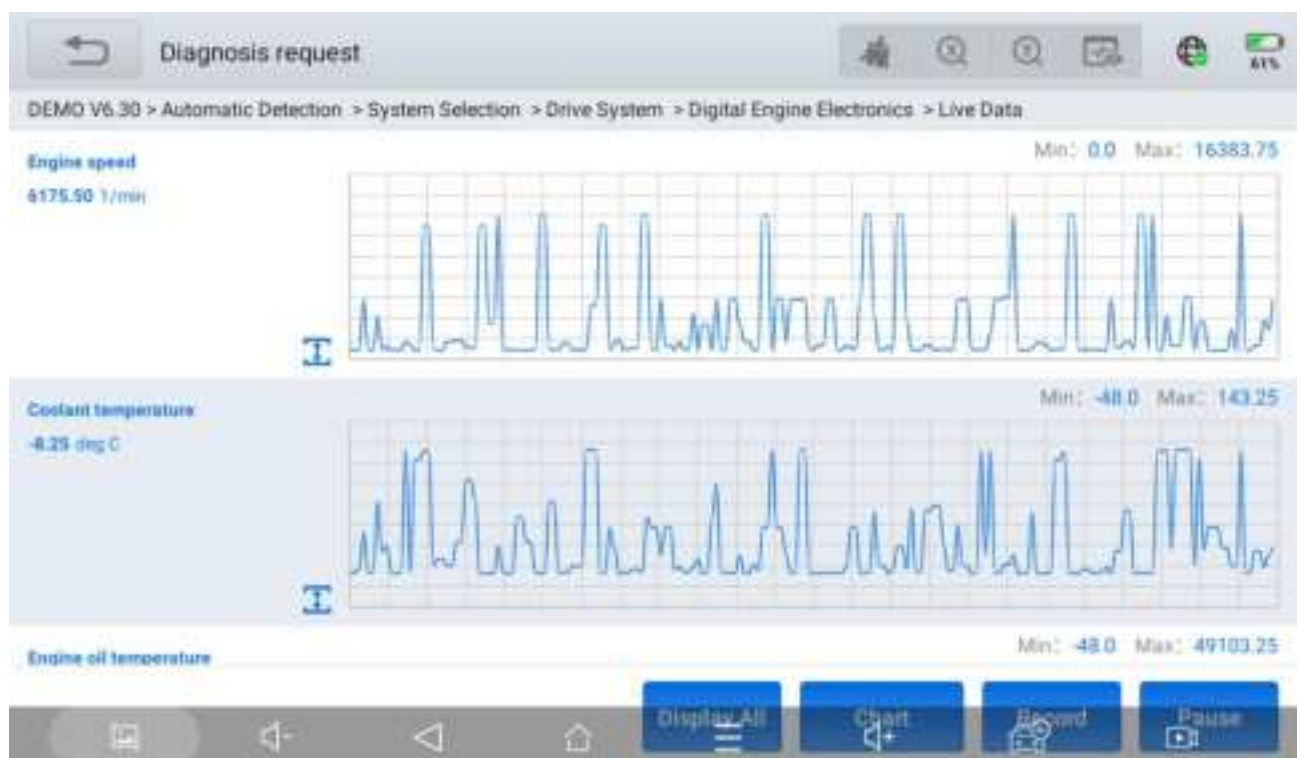 Diagnosis request
61%
DEMO V6.30 > Automatic Detection > System Selection > Drive System > Digital Engine Electronics > Live Data
Engine speed
Min: 0.0 Max: 16383.75
6175.50 1/min
Coolant temperature
Min: -48.0 Max: 143.25
-8.25 deg C
Engine oil temperature
Min: -48.0 Max: 49103.25
Display All
Chart
Record
Pause